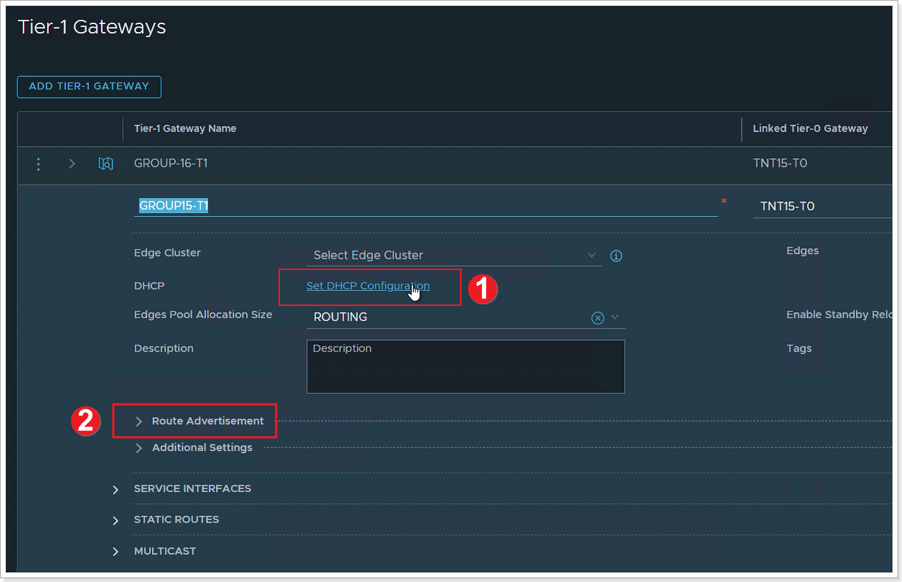 Tier-1 Gateways
ADD TIER-1 GATEWAY
Tier-1 Gateway Name Linked Tier-0 Gateway
GROUP-16-T1 TNT15-T0
GROUP15-T1 * TNT15-T0
Edge Cluster Select Edge Cluster Edges
DHCP Set DHCP Configuration 1
Edges Pool Allocation Size ROUTING Enable Standby Relo
Description Description Tags
2 Route Advertisement
Additional Settings
SERVICE INTERFACES
STATIC ROUTES
MULTICAST